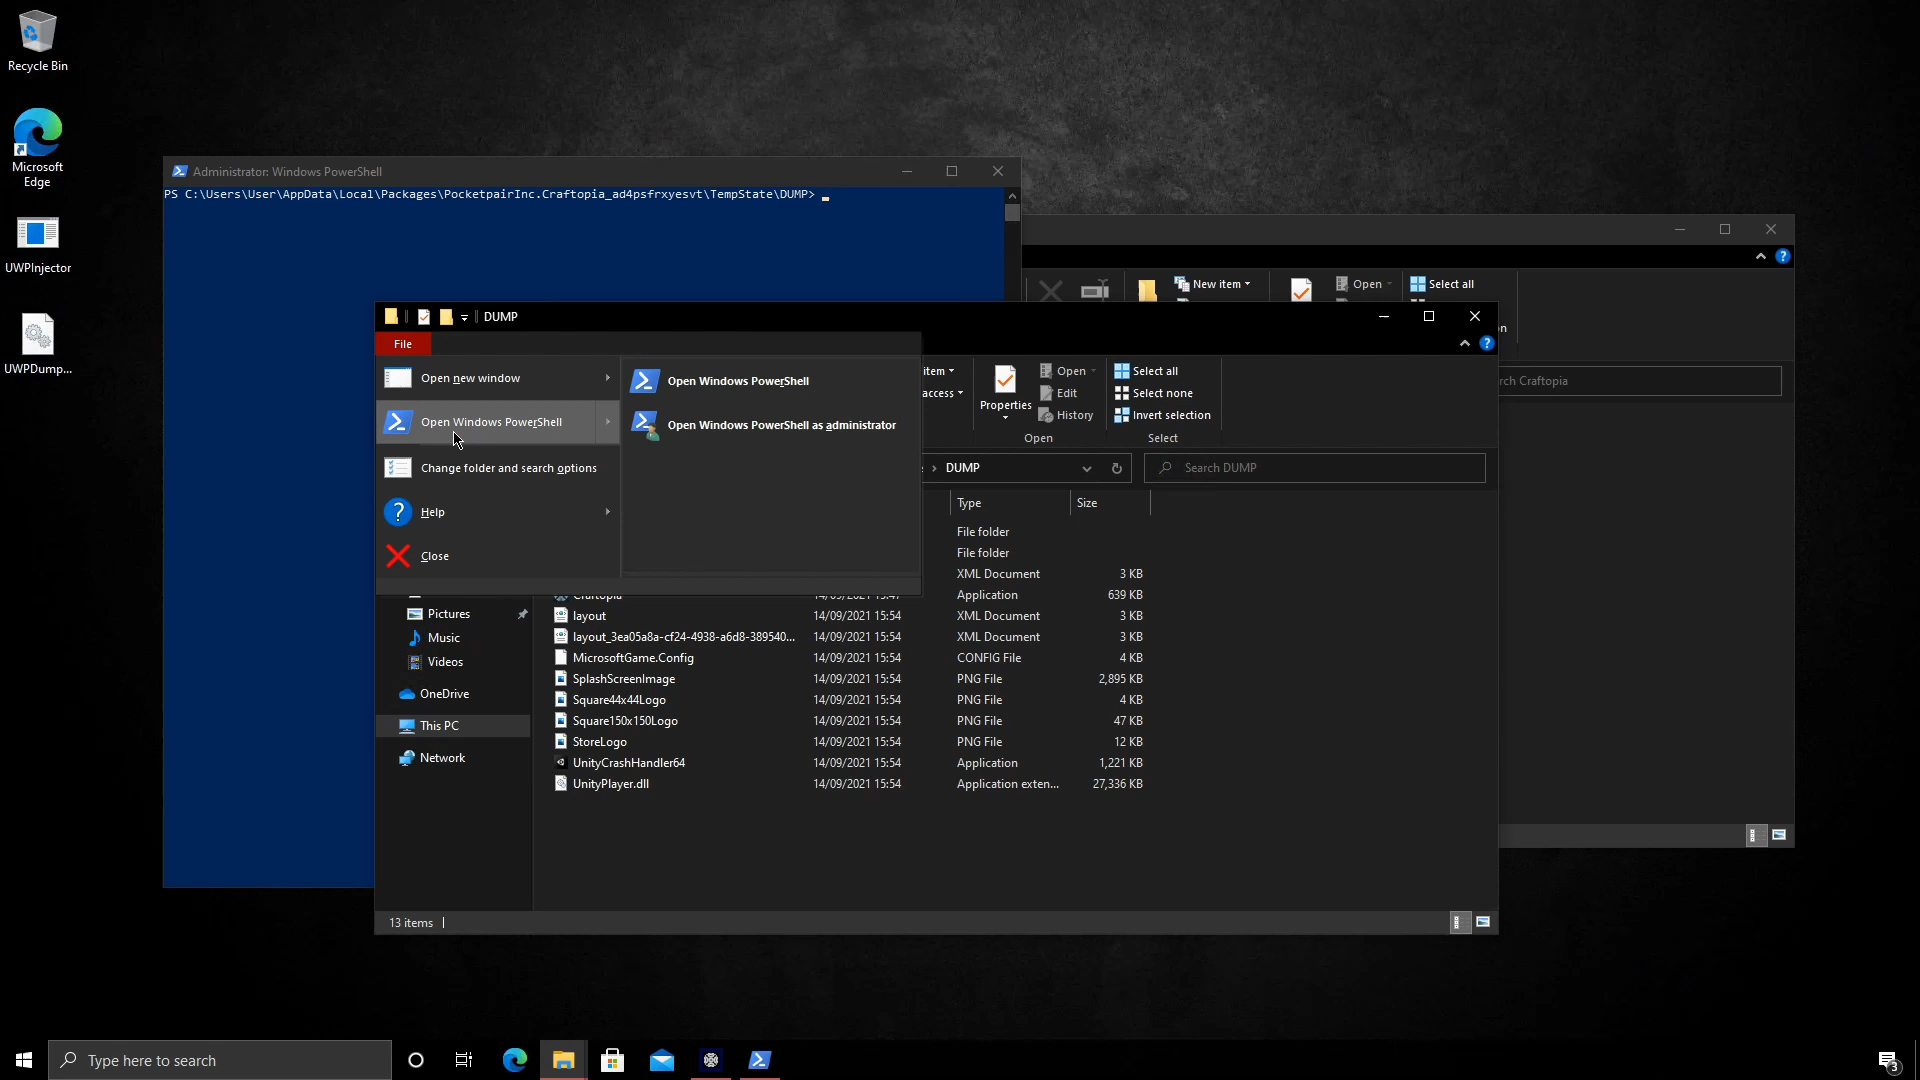 Recycle Bin
Microsoft
Edge
UWPInjector
UWPDump...
Administrator: Windows PowerShell
PS C:\Users\User\AppData\Local\Packages\PocketpairInc.Craftopia_ad4psfrxyesvt\TempState\DUMP>
New item
Open
Select all
ch Craftopia
DUMP
File
Open new window
Open Windows PowerShell
Change folder and search options
Help
Close
Open Windows PowerShell
Open Windows PowerShell as administrator
item
access
Properties
Open
Edit
History
Open
Select all
Select none
Invert selection
Select
DUMP
Search DUMP
Type Size
File folder
File folder
XML Document 3 KB
Craftopia 14/09/2021 15:47 Application 639 KB
layout 14/09/2021 15:54 XML Document 3 KB
layout_3ea05a8a-cf24-4938-a6d8-389540... 14/09/2021 15:54 XML Document 3 KB
MicrosoftGame.Config 14/09/2021 15:54 CONFIG File 4 KB
SplashScreenImage 14/09/2021 15:54 PNG File 2,895 KB
Square44x44Logo 14/09/2021 15:54 PNG File 4 KB
Square150x150Logo 14/09/2021 15:54 PNG File 47 KB
StoreLogo 14/09/2021 15:54 PNG File 12 KB
UnityCrashHandler64 14/09/2021 15:54 Application 1,221 KB
UnityPlayer.dll 14/09/2021 15:54 Application exten... 27,336 KB
Pictures
Music
Videos
OneDrive
This PC
Network
13 items
Type here to search
3